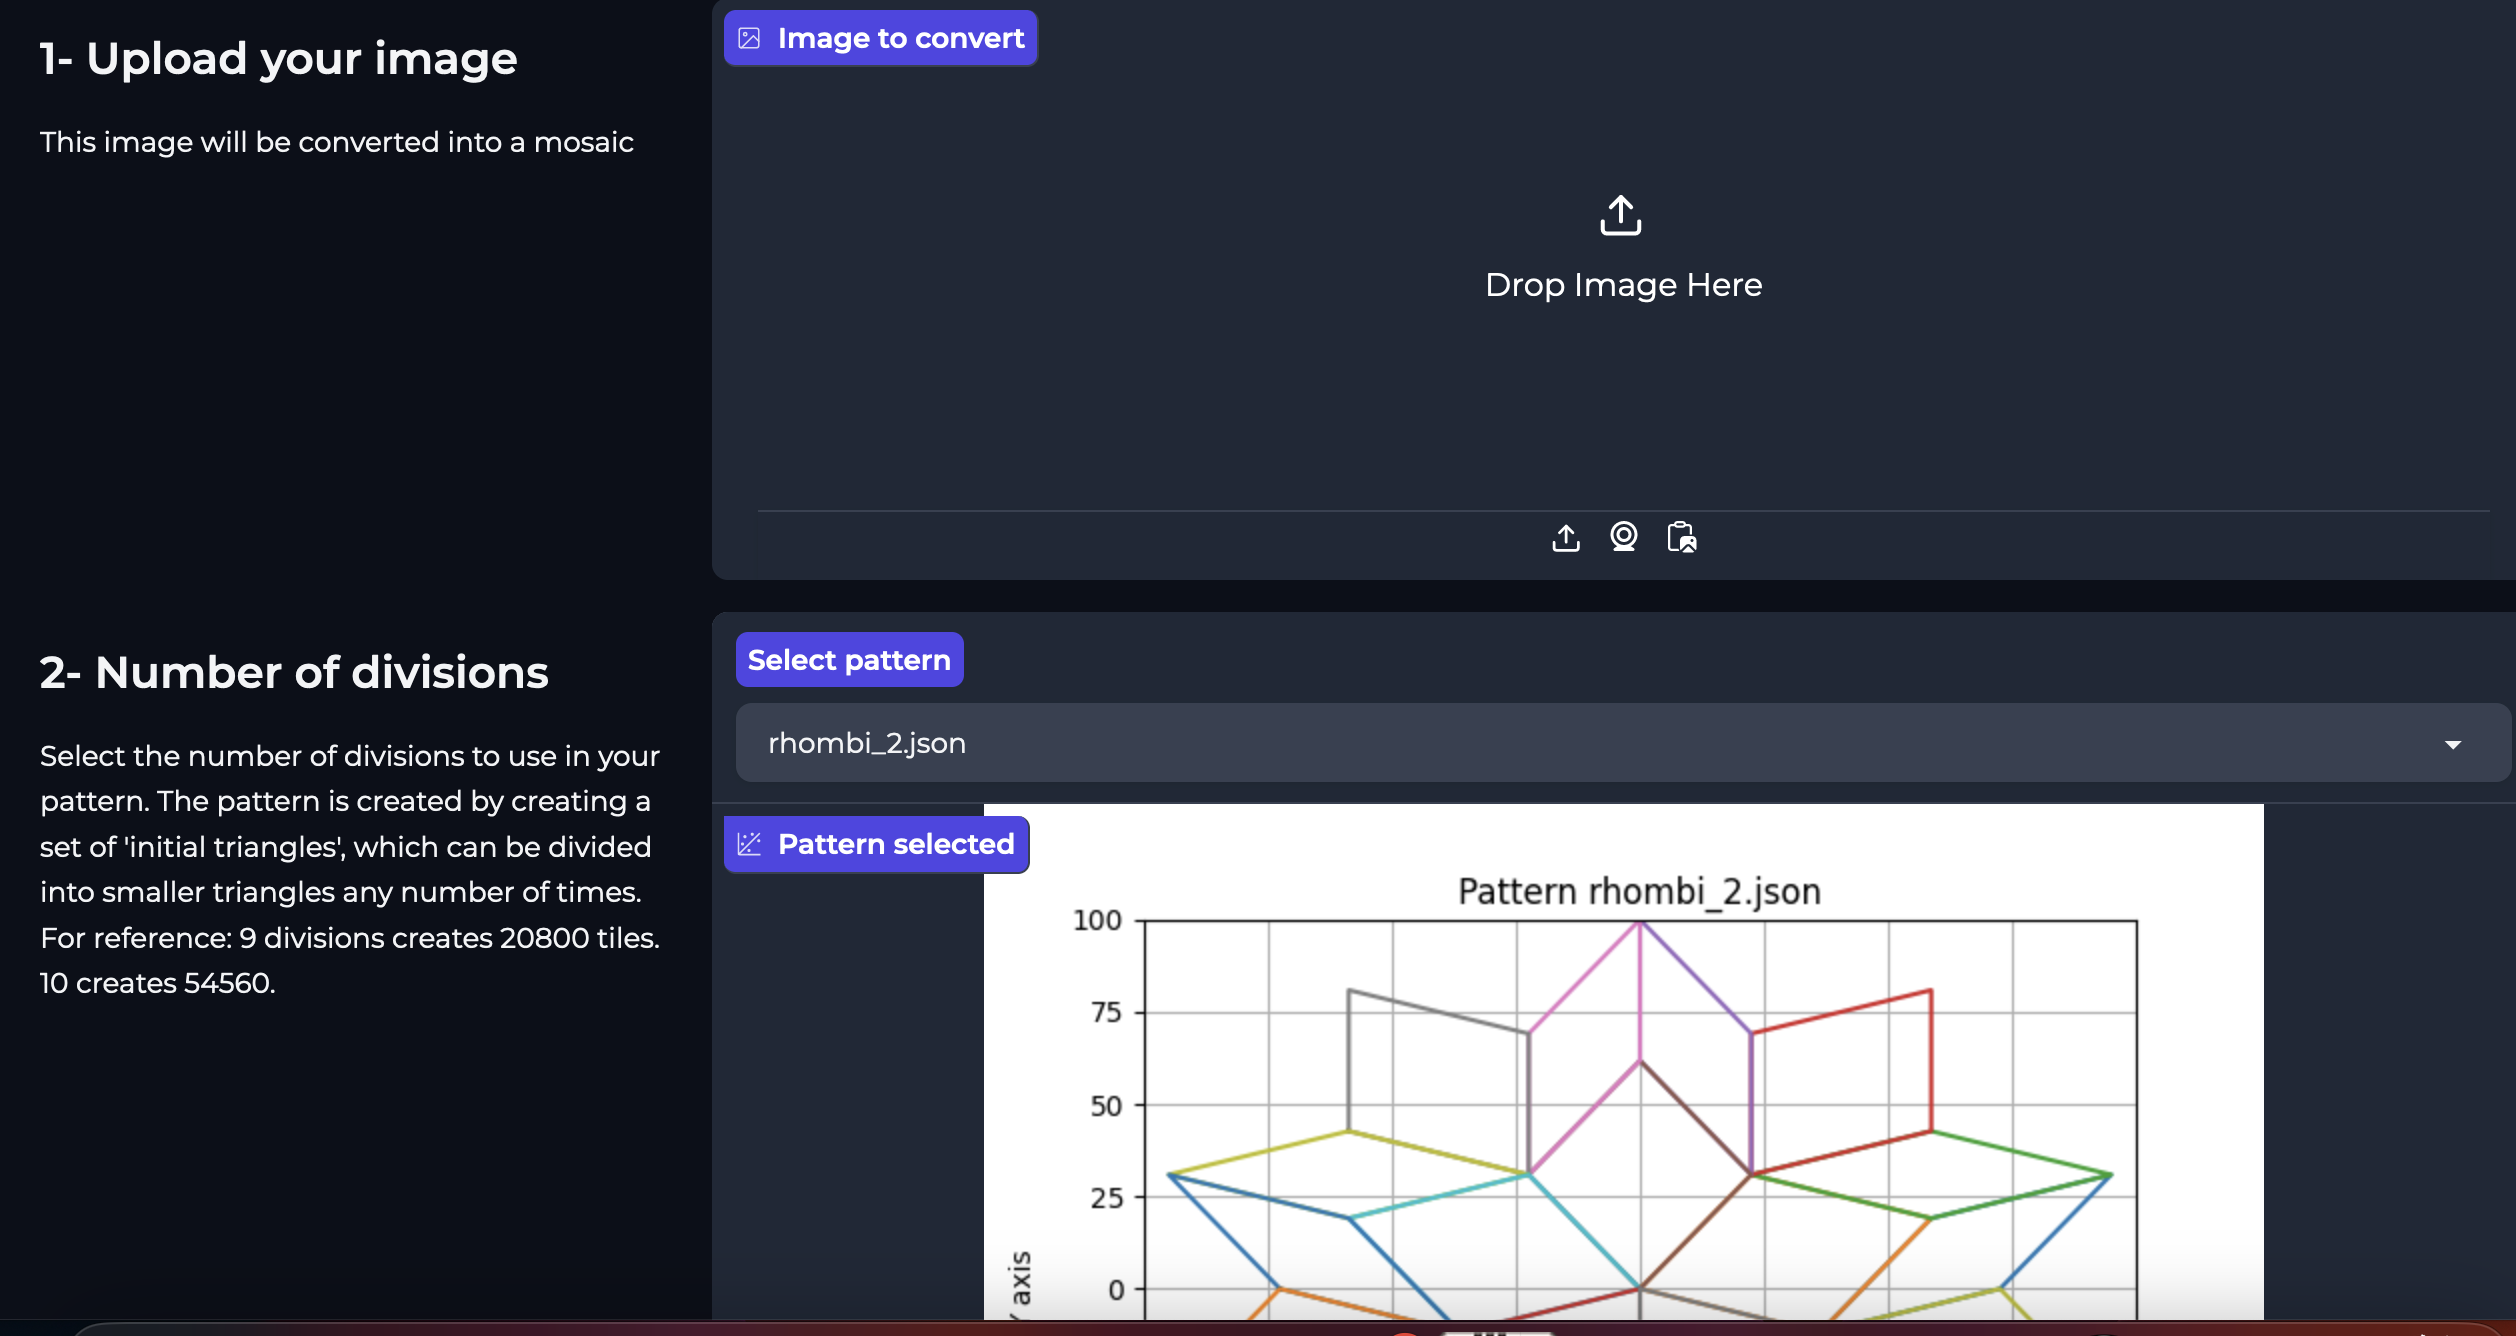 1- Upload your image
This image will be converted into a mosaic
Image to convert
Drop Image Here
2- Number of divisions
Select the number of divisions to use in your
pattern. The pattern is created by creating a
set of 'initial triangles', which can be divided
into smaller triangles any number of times.
For reference: 9 divisions creates 20800 tiles.
10 creates 54560.
Select pattern
rhombi_2.json
Pattern selected
Pattern rhombi_2.json
100
75
50
25
0
axis